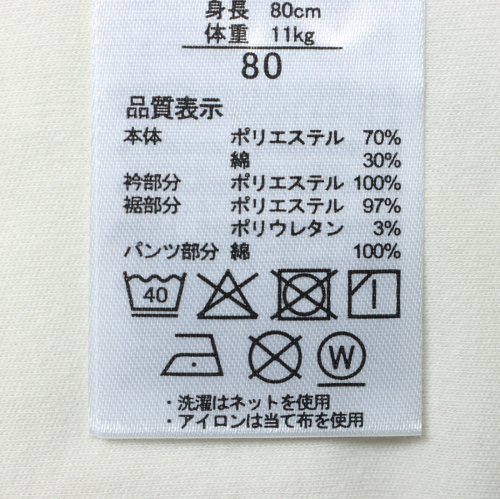 身長 80cm
体重 11kg
80
品質表示
本体 ポリエステル 70%
綿 30%
衿部分 ポリエステル 100%
裾部分 ポリエステル 97%
ポリウレタン 3%
パンツ部分 綿 100%
40
W
・洗濯はネットを使用
・アイロンは当て布を使用